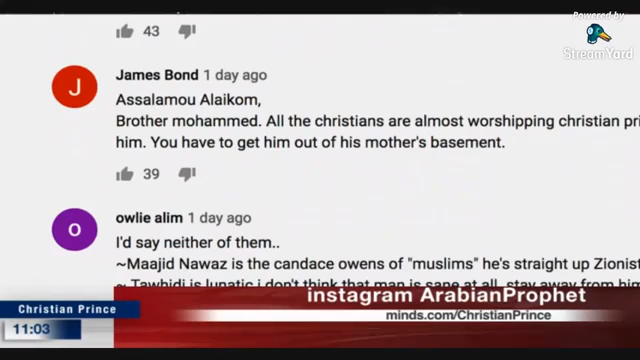 Powered by
StreamYard
43
J
James Bond 1 day ago
Assalamou Alaikom,
Brother mohammed. All the christians are almost worshipping christian pri
him. You have to get him out of his mother's basement.
39
o
owlie alim 1 day ago
I'd say neither of them..
~Maajid Nawaz is the candace owens of "muslims" he's straight up Zionist
~ Tawhidi is lunatic i don't think that man is sane at all, stay away from him
instagram ArabianProphet
Christian Prince
minds.com/ChristianPrince
11:03